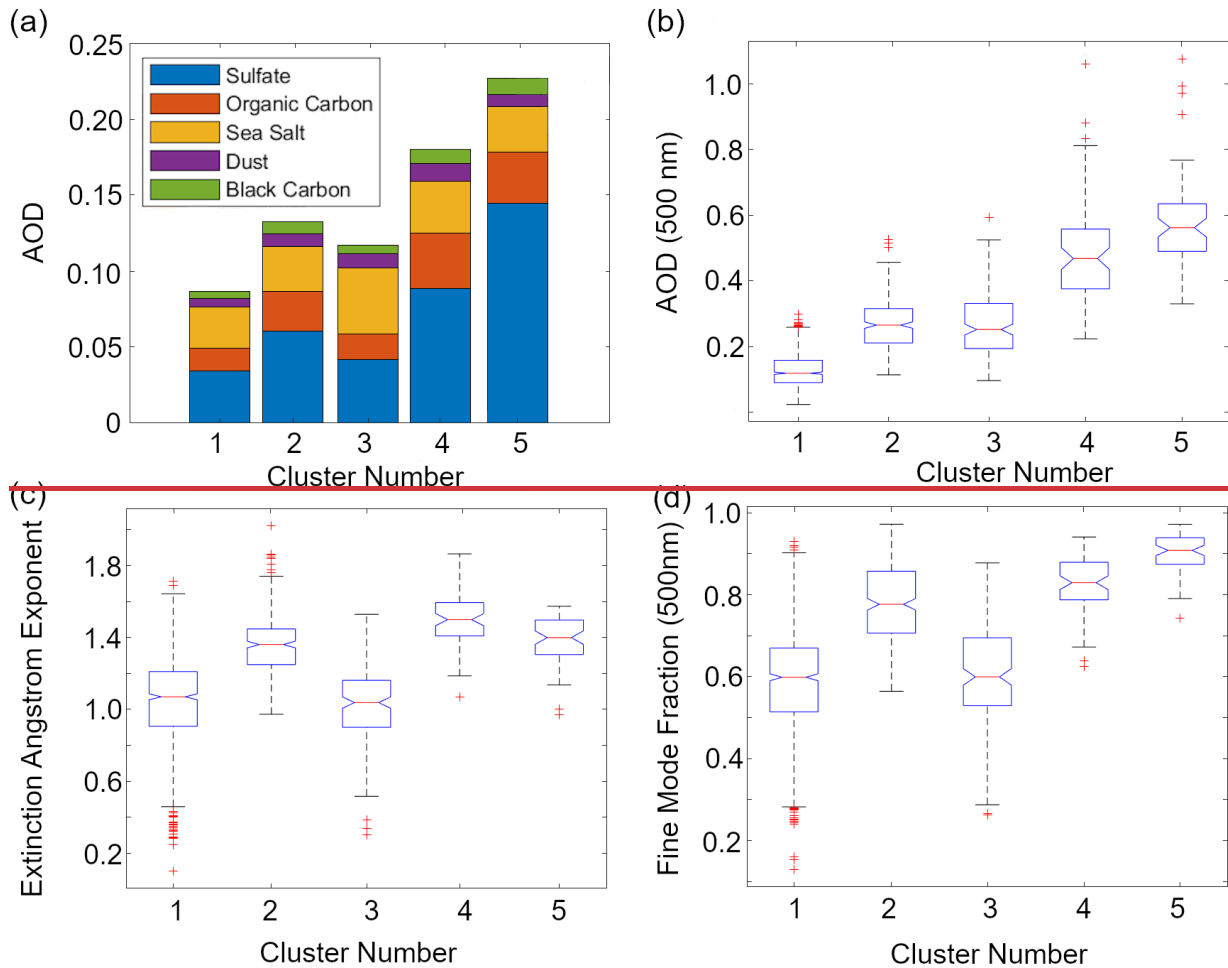 (a)
0.25
0.20
0.15
0.10
0.05
0
AOD
Sulfate
Organic Carbon
Sea Salt
Dust
Black Carbon
1 2 3 4 5
Cluster Number
(b)
1.0
0.8
0.6
0.4
0.2
AOD (500 nm)
1 2 3 4 5
Cluster Number
(c)
1.8
1.4
1.0
0.6
0.2
Extinction Angstrom Exponent
1 2 3 4 5
Cluster Number
(d)
1.0
0.8
0.6
0.4
0.2
Fine Mode Fraction (500nm)
1 2 3 4 5
Cluster Number